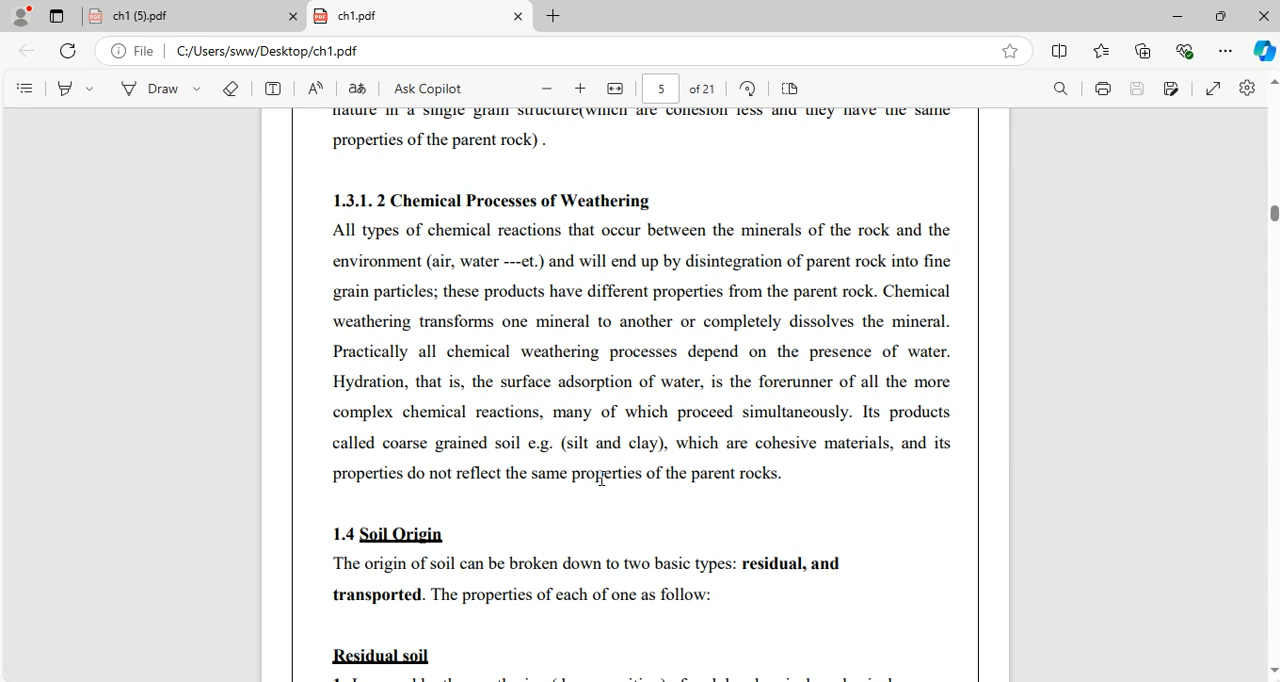 ch1 (5).pdf
ch1.pdf
File
C:/Users/sww/Desktop/ch1.pdf
Draw
aあ
Ask Copilot
5
of 21
nature in a single grain structure(which are cohesion less and they have the same
properties of the parent rock) .
1.3.1. 2 Chemical Processes of Weathering
All types of chemical reactions that occur between the minerals of the rock and the
environment (air, water ---et.) and will end up by disintegration of parent rock into fine
grain particles; these products have different properties from the parent rock. Chemical
weathering transforms one mineral to another or completely dissolves the mineral.
Practically all chemical weathering processes depend on the presence of water.
Hydration, that is, the surface adsorption of water, is the forerunner of all the more
complex chemical reactions, many of which proceed simultaneously. Its products
called coarse grained soil e.g. (silt and clay), which are cohesive materials, and its
properties do not reflect the same properties of the parent rocks.
1.4 Soil Origin
The origin of soil can be broken down to two basic types: residual, and
transported. The properties of each of one as follow:
Residual soil